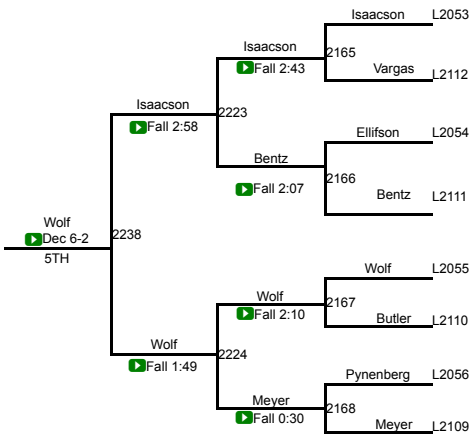 Isaacson L2053
Isaacson
2165
Fall 2:43
Vargas L2112
Isaacson
2223
Fall 2:58
Ellifson L2054
Bentz
2166
Fall 2:07
Bentz L2111
Wolf
2238
Dec 6-2
5TH
Wolf L2055
Wolf
2167
Fall 2:10
Butler L2110
Wolf
2224
Fall 1:49
Pynenberg L2056
Meyer
2168
Fall 0:30
Meyer L2109